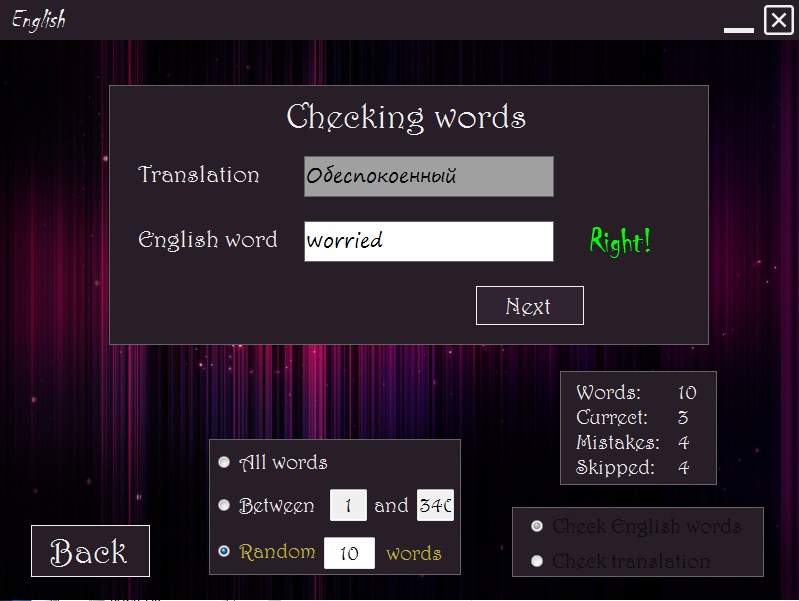 English
Checking words
Translation Обеспокоенный
English word worried Right!
Next
Words: 10
Currect: 3
Mistakes: 4
Skipped: 4
All words
Between 1 and 340
Random 10 words
Check English words
Check translation
Back